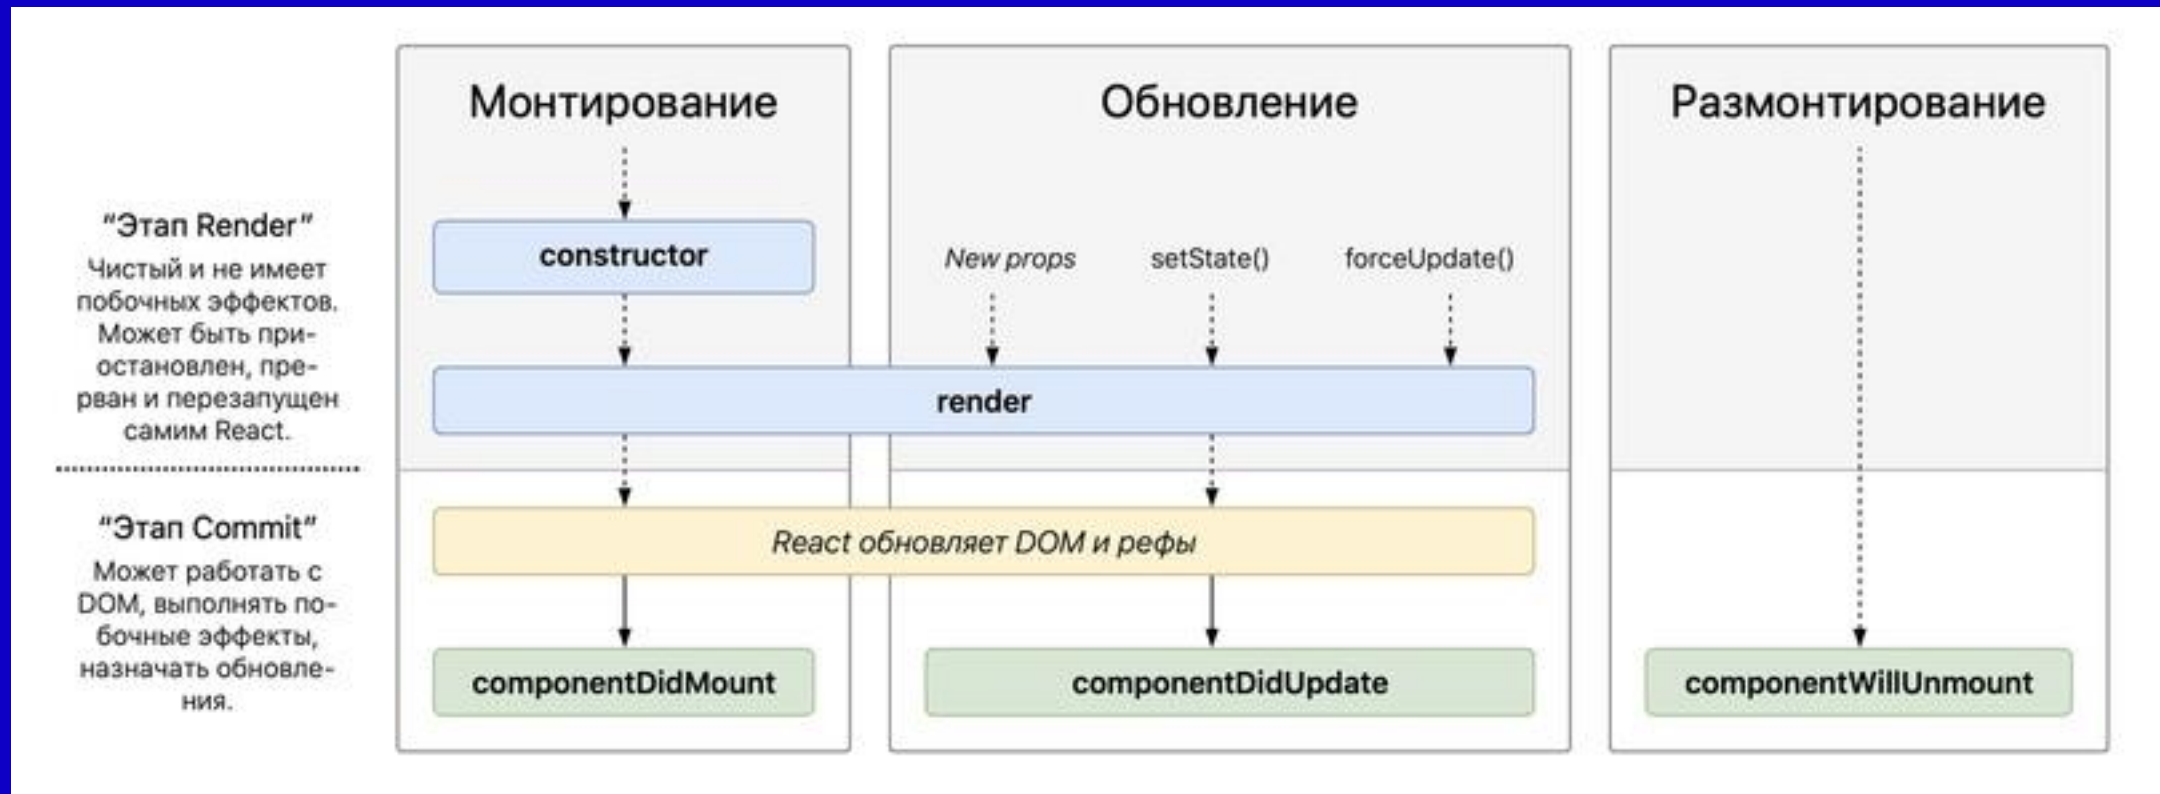 Монтирование
Обновление
Размонтирование
“Этап Render”
Чистый и не имеет
побочных эффектов.
Может быть при-
остановлен, пре-
рван и перезапущен
самим React.
constructor
New props
setState()
forceUpdate()
render
“Этап Commit”
Может работать с
DOM, выполнять по-
бочные эффекты,
назначать обновле-
ния.
React обновляет DOM и рефы
componentDidMount
componentDidUpdate
componentWillUnmount